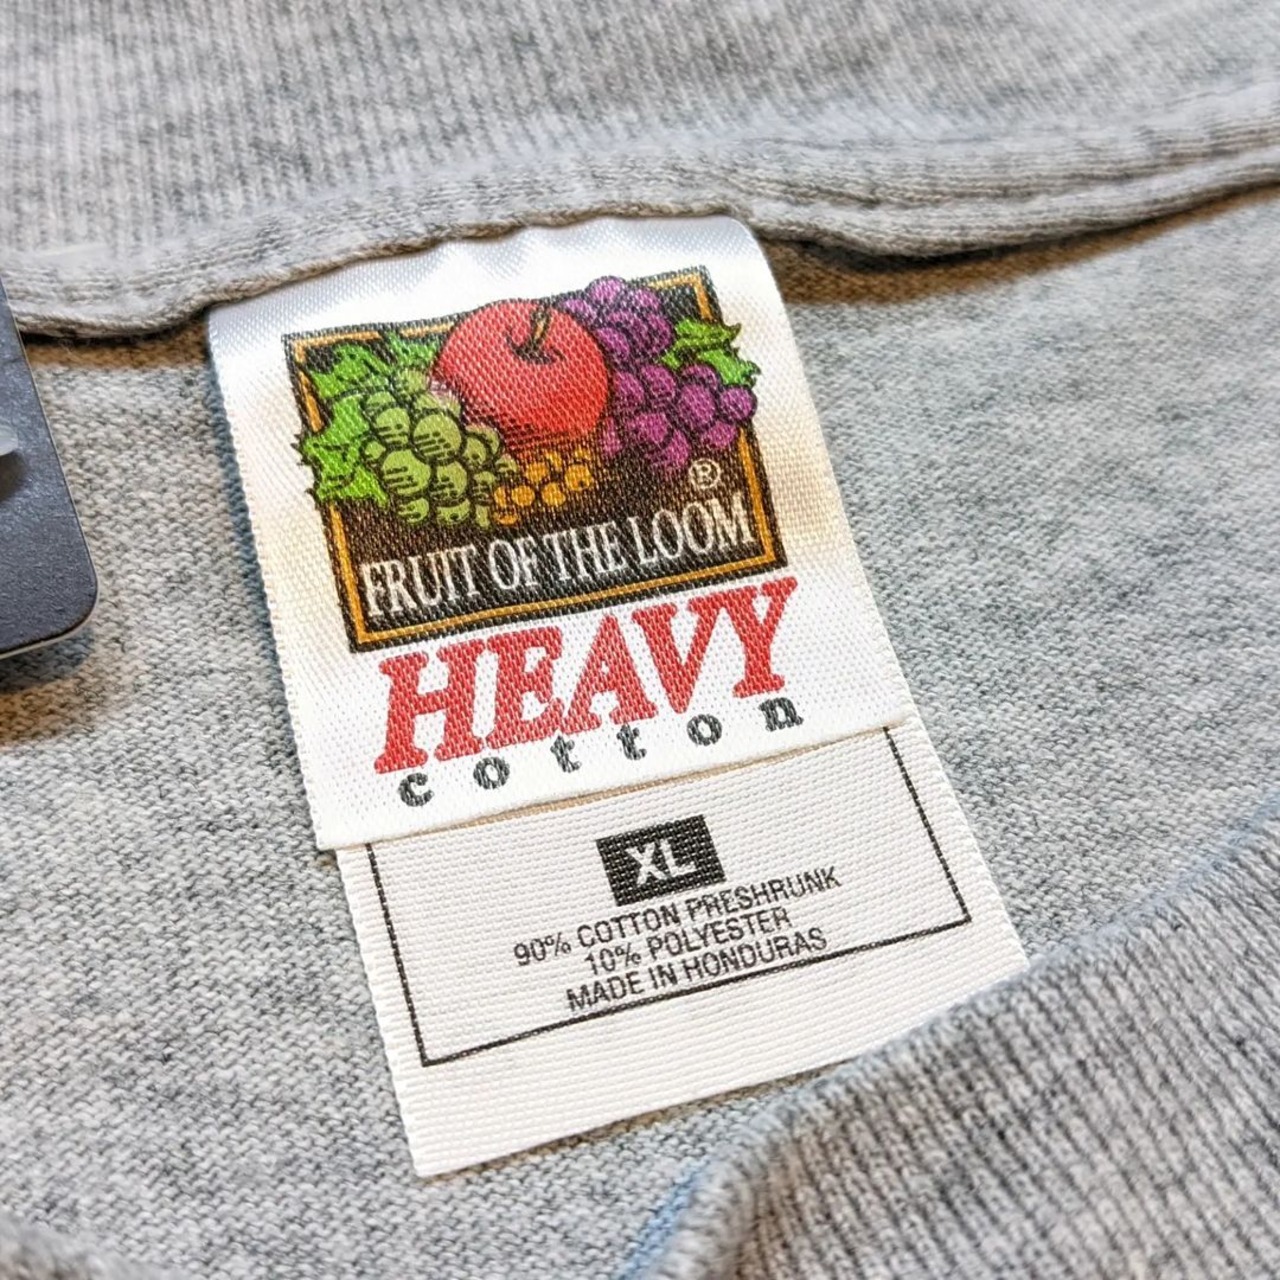 ®
FRUIT OF THE LOOM
HEAVY
cotton
XL
90% COTTON PRESHRUNK
10% POLYESTER
MADE IN HONDURAS